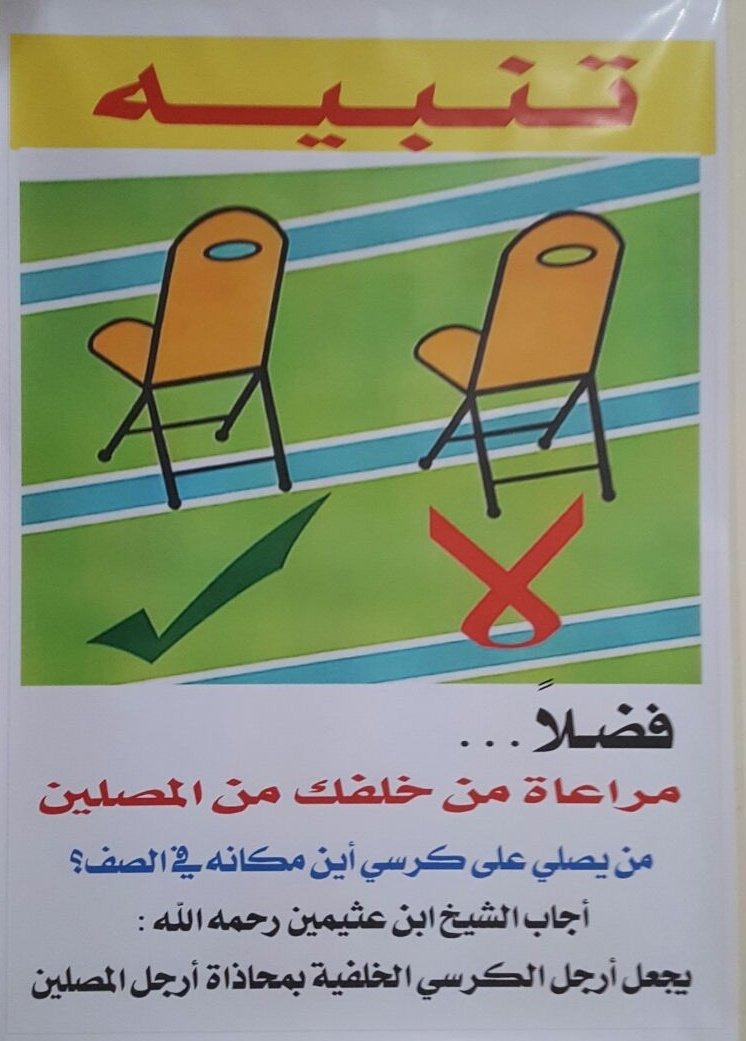 تنبيه
لا
فضلاً ...
مراعاة من خلفك من المصلين
من يصلي على كرسي أين مكانه في الصف؟
أجاب الشيخ ابن عثيمين رحمه الله :
يجعل أرجل الكرسي الخلفية بمحاذاة أرجل المصلين